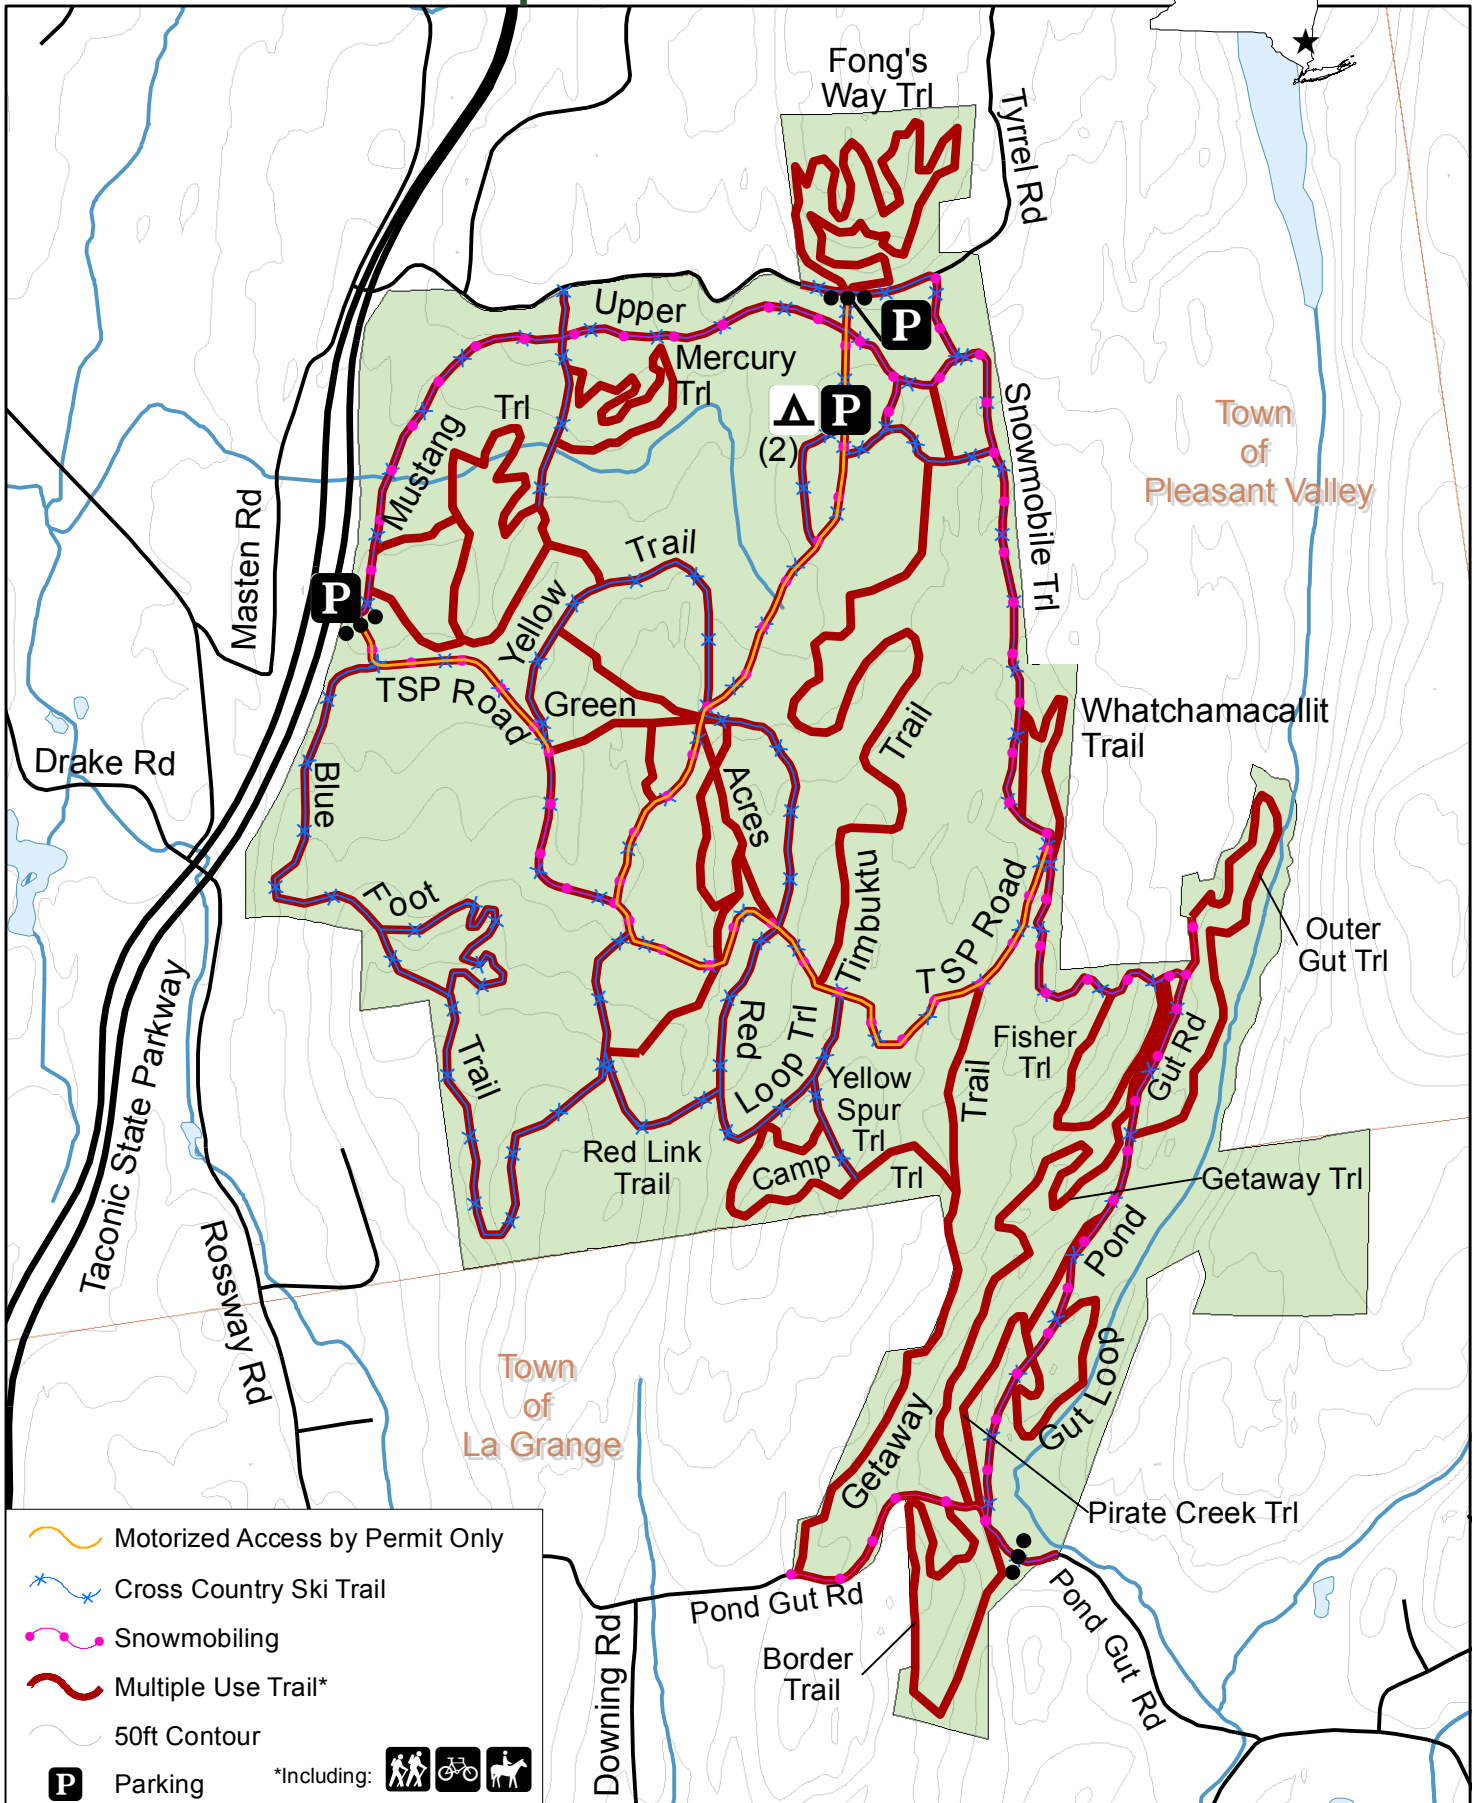 Fong's
Way Trl
Tyrrel Rd
Upper
P
Mercury
Trl
Trl
P
(2)
Mustang
Snowmobile Trl
Town
of
Pleasant Valley
Masten Rd
P
Trail
Yellow
TSP Road
Green
Whatchamacallit
Trail
Trail
Drake Rd
Blue
Acres
Foot
Timbuktu
TSP Road
Outer
Gut Trl
Taconic State Parkway
Trail
Red
Loop Trl
Fisher
Trl
Gut Rd
Trail
Yellow
Spur
Trl
Red Link
Trail
Camp
Trl
Getaway Trl
Pond
Rossway Rd
Town
of
La Grange
Gut Loop
Getaway
Pirate Creek Trl
Pond Gut Rd
Pond Gut Rd
Downing Rd
Border
Trail
Motorized Access by Permit Only
Cross Country Ski Trail
Snowmobiling
Multiple Use Trail*
50ft Contour
P Parking
*Including: